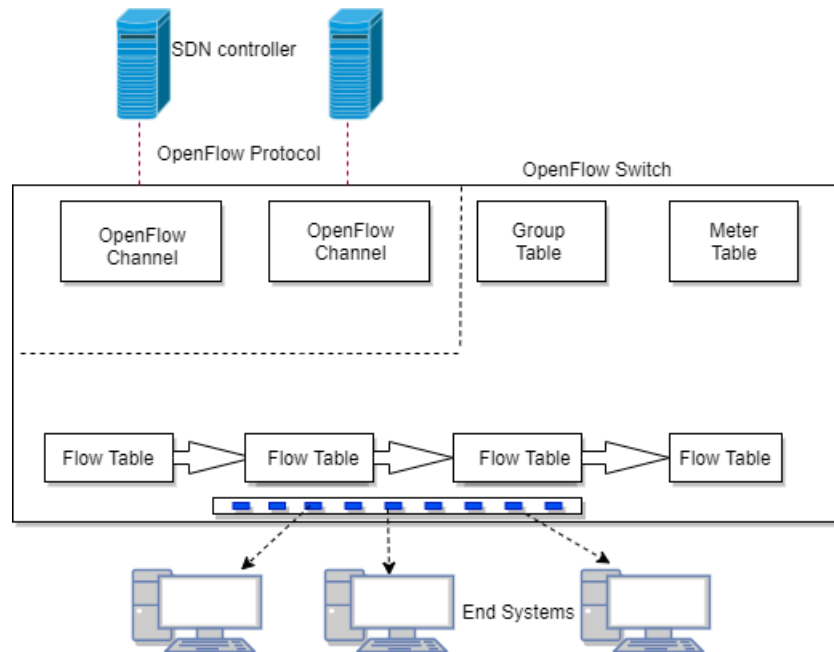 SDN controller
OpenFlow Protocol
OpenFlow Switch
OpenFlow
Channel
OpenFlow
Channel
Group
Table
Meter
Table
Flow Table
Flow Table
Flow Table
Flow Table
End Systems